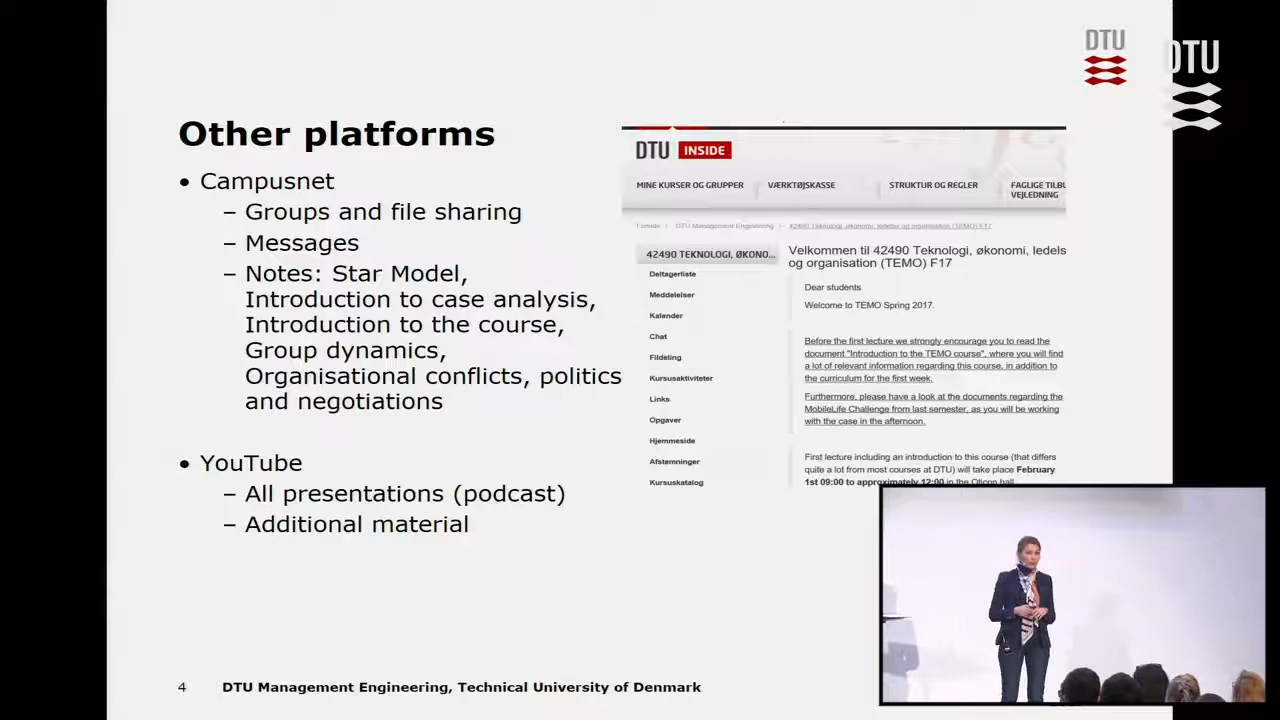 DTU
DTU
Other platforms
• Campusnet
– Groups and file sharing
– Messages
– Notes: Star Model,
Introduction to case analysis,
Introduction to the course,
Group dynamics,
Organisational conflicts, politics
and negotiations
• YouTube
– All presentations (podcast)
– Additional material
DTU INSIDE
MINE KURSER OG GRUPPER
VÆRKTØJSKASSE
STRUKTUR OG REGLER
FAGLIGE TILBU
VEJLEDNING
Forside | DTU Management Engineering | 42490 Teknologi, økonomi, ledelse og organisation (TEMO) F17
42490 TEKNOLOGI, ØKONO...
Deltagerliste
Meddelelser
Kalender
Chat
Fildeling
Kursusaktiviteter
Links
Opgaver
Hjemmeside
Afstemninger
Kursuskatalog
Velkommen til 42490 Teknologi, økonomi, ledels
og organisation (TEMO) F17
Dear students
Welcome to TEMO Spring 2017.
Before the first lecture we strongly encourage you to read the
document "Introduction to the TEMO course", where you will find
a lot of relevant information regarding this course, in addition to
the curriculum for the first week.
Furthermore, please have a look at the documents regarding the
MobileLife Challenge from last semester, as you will be working
with the case in the afternoon.
First lecture including an introduction to this course (that differs
quite a lot from most courses at DTU) will take place February
1st 09:00 to approximately 12:00 in the Oticon hall
4 DTU Management Engineering, Technical University of Denmark